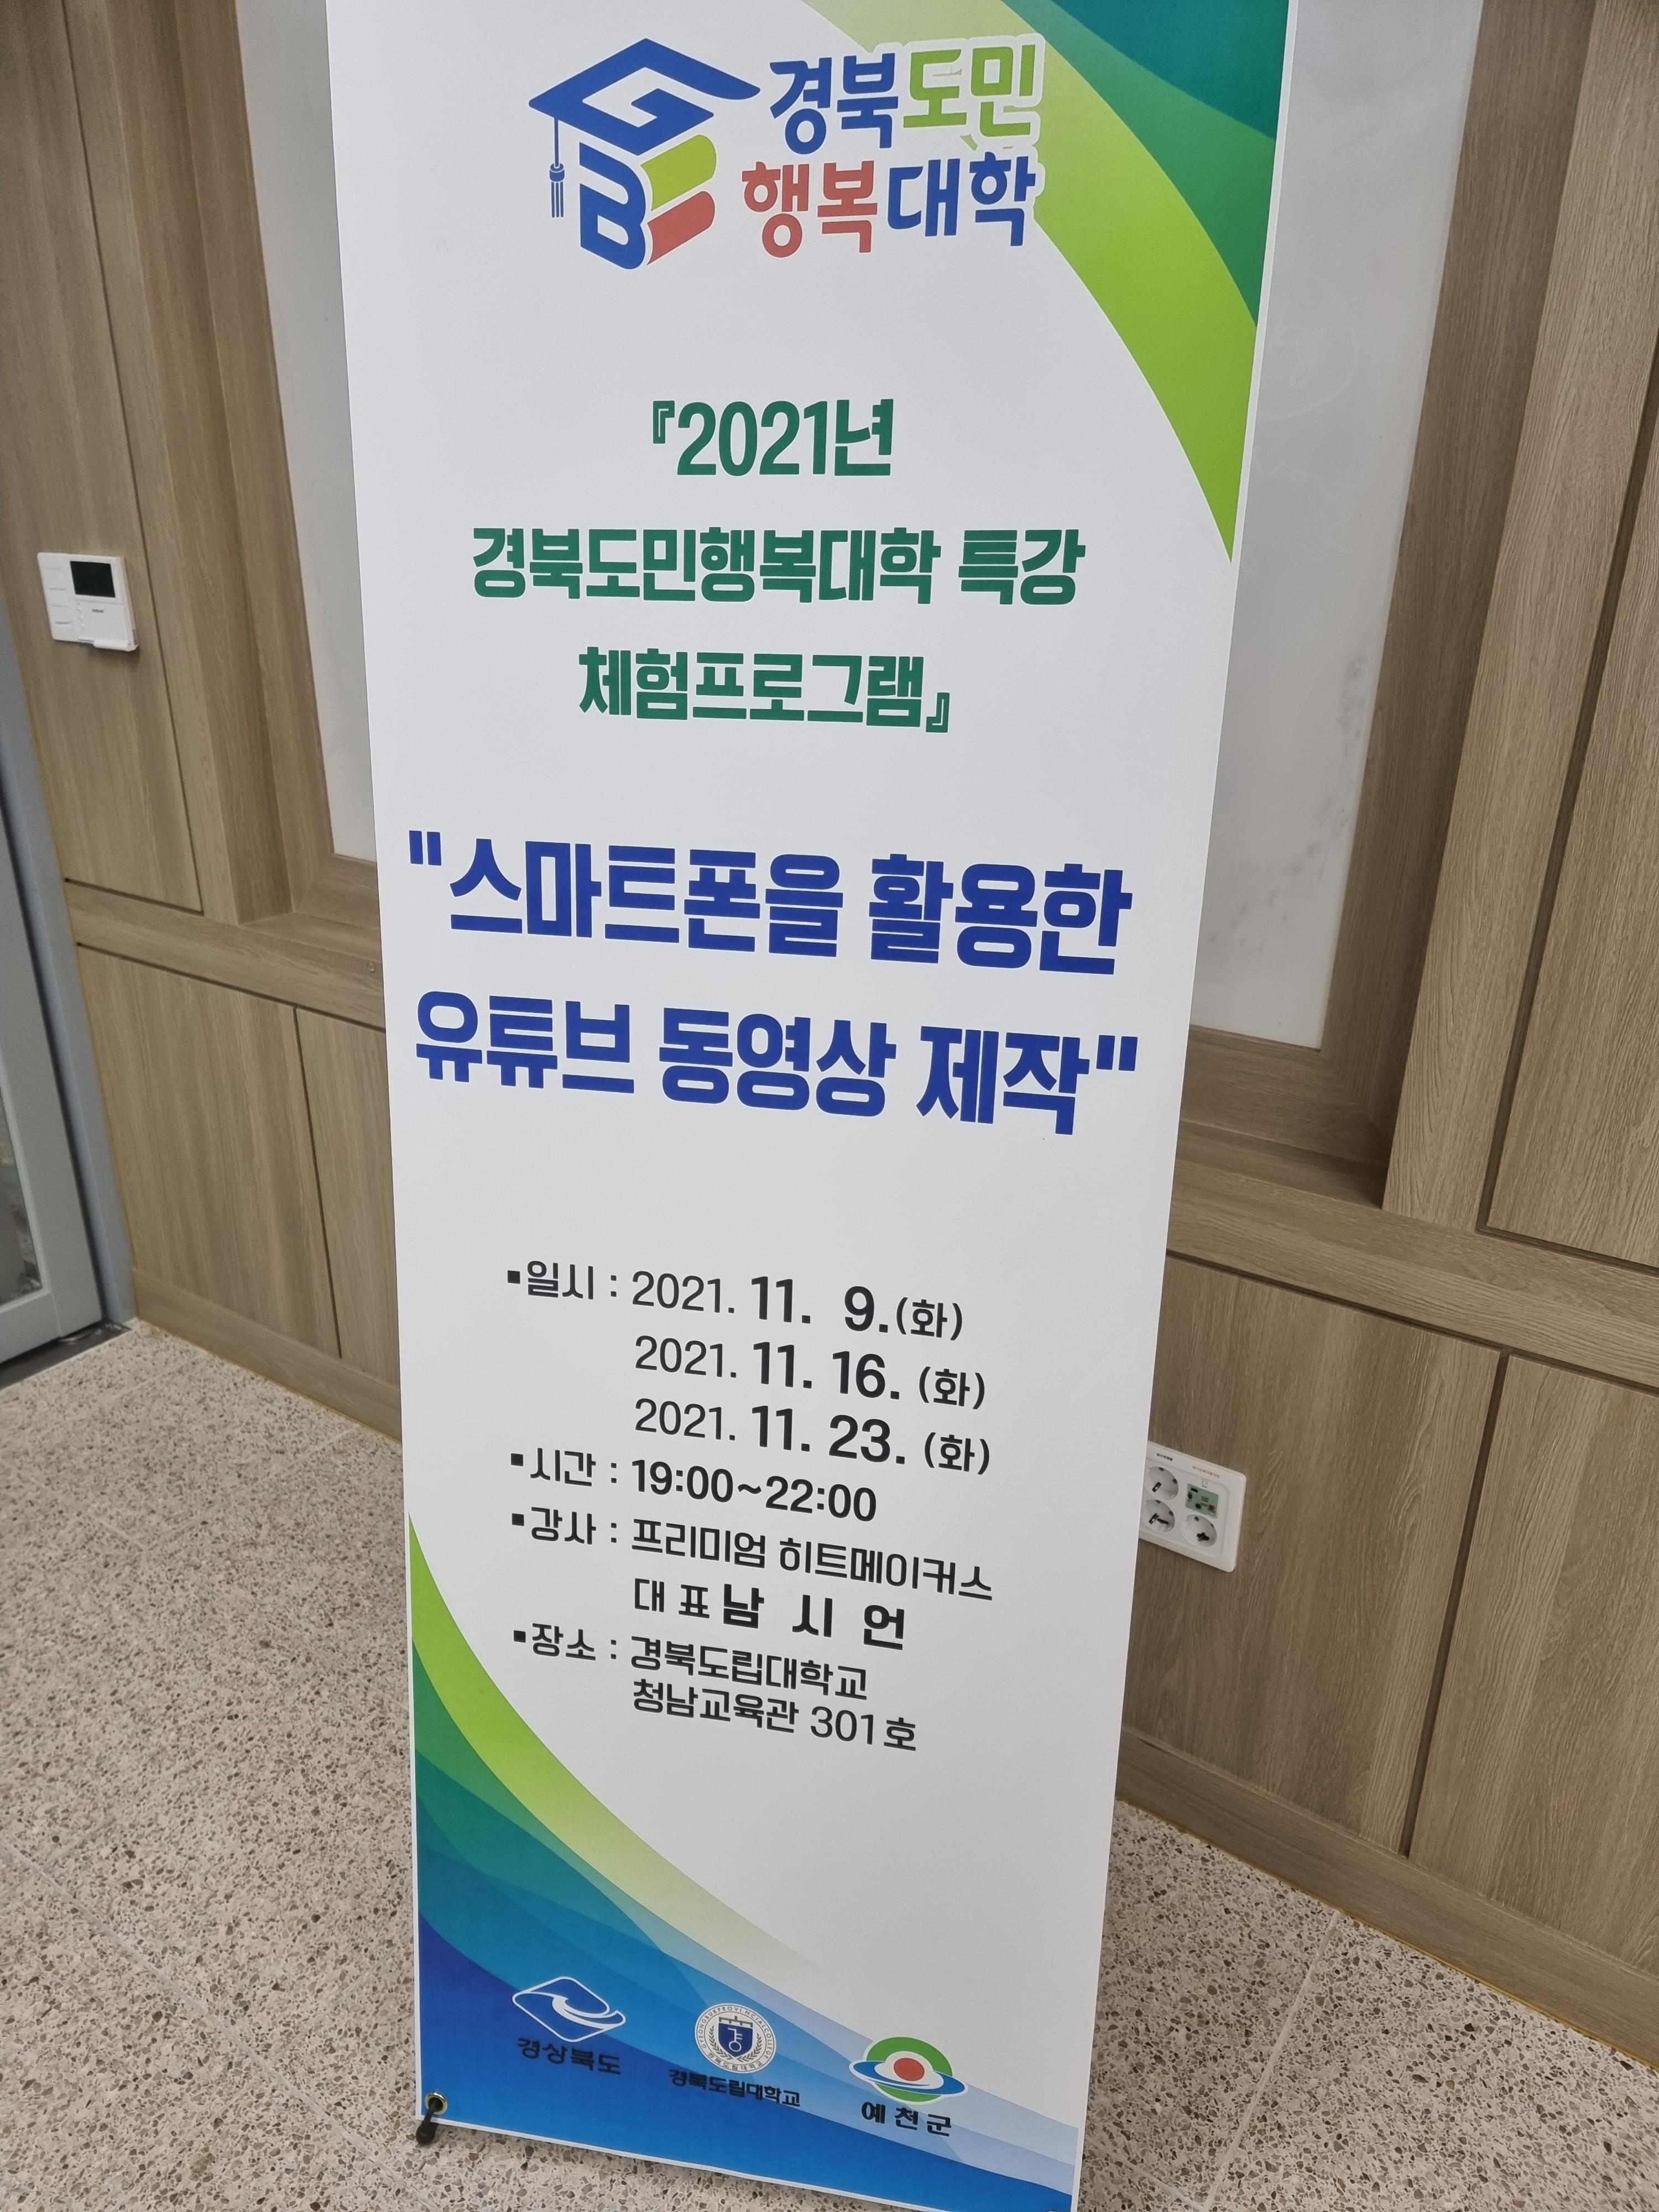 경북도민
행복대학
『2021년
경북도민행복대학 특강
체험프로그램』
"스마트폰을 활용한
유튜브 동영상 제작"
▪일시 : 2021. 11. 9.(화)
2021. 11. 16. (화)
2021. 11. 23. (화)
▪시간 : 19:00~22:00
▪강사 : 프리미엄 히트메이커스
대 표 남 시 언
▪장소 : 경북도립대학교
청남교육관 301호
경상북도
경북도립대학교
예천군